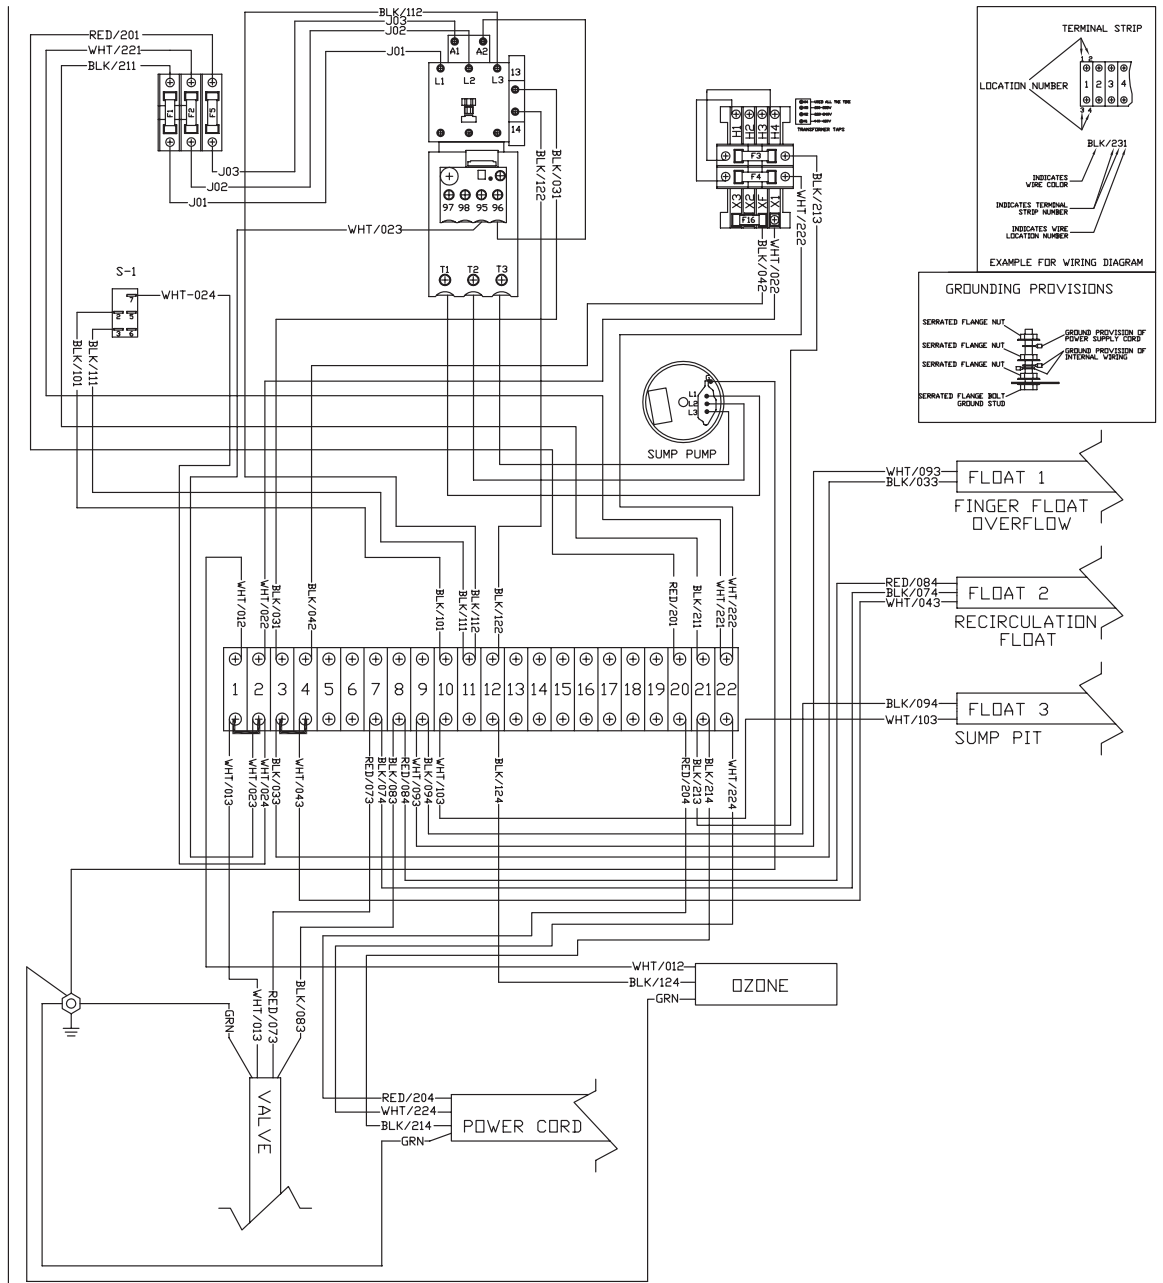 BLK/112
J03
J02
J01
RED/201
WHT/221
BLK/211
F1
F2
F5
J03
J02
J01
A1
A2
L1
L2
L3
13
14
97
98
95
96
T1
T2
T3
BLK/122
BLK/031
WHT/023
H1
H2
H3
H4
F3
F4
X3
X2
XF
X1
F16
USED ALL THE TIME
TRANSFORMER TAPS
BLK/213
WHT/222
WHT/022
BLK/042
TERMINAL STRIP
LOCATION NUMBER
1 2
1 2 3 4
3 4
BLK/231
INDICATES
WIRE COLOR
INDICATES TERMINAL
STRIP NUMBER
INDICATES WIRE
LOCATION NUMBER
EXAMPLE FOR WIRING DIAGRAM
GROUNDING PROVISIONS
SERRATED FLANGE NUT
GROUND PROVISION OF
POWER SUPPLY CORD
SERRATED FLANGE NUT
GROUND PROVISION OF
INTERNAL WIRING
SERRATED FLANGE NUT
SERRATED FLANGE BOLT
GROUND STUD
S-1
7
2 5
3 6
WHT-024
BLK/101
BLK/111
L1
L2
L3
SUMP PUMP
WHT/093
BLK/033
FLOAT 1
FINGER FLOAT
OVERFLOW
RED/084
BLK/074
WHT/043
FLOAT 2
RECIRCULATION
FLOAT
BLK/094
WHT/103
FLOAT 3
SUMP PIT
WHT/012
WHT/022
BLK/031
BLK/042
BLK/101
BLK/111
BLK/112
BLK/122
RED/201
BLK/211
WHT/221
WHT/222
1 2 3 4 5 6 7 8 9 10 11 12 13 14 15 16 17 18 19 20 21 22
WHT/013
WHT/023
WHT/024
BLK/033
WHT/043
RED/073
BLK/074
BLK/083
RED/084
WHT/093
BLK/094
WHT/103
BLK/124
RED/204
BLK/213
BLK/214
WHT/224
WHT/012
BLK/124
GRN
OZONE
GRN
WHT/013
RED/073
BLK/083
VALVE
RED/204
WHT/224
BLK/214
GRN
POWER CORD